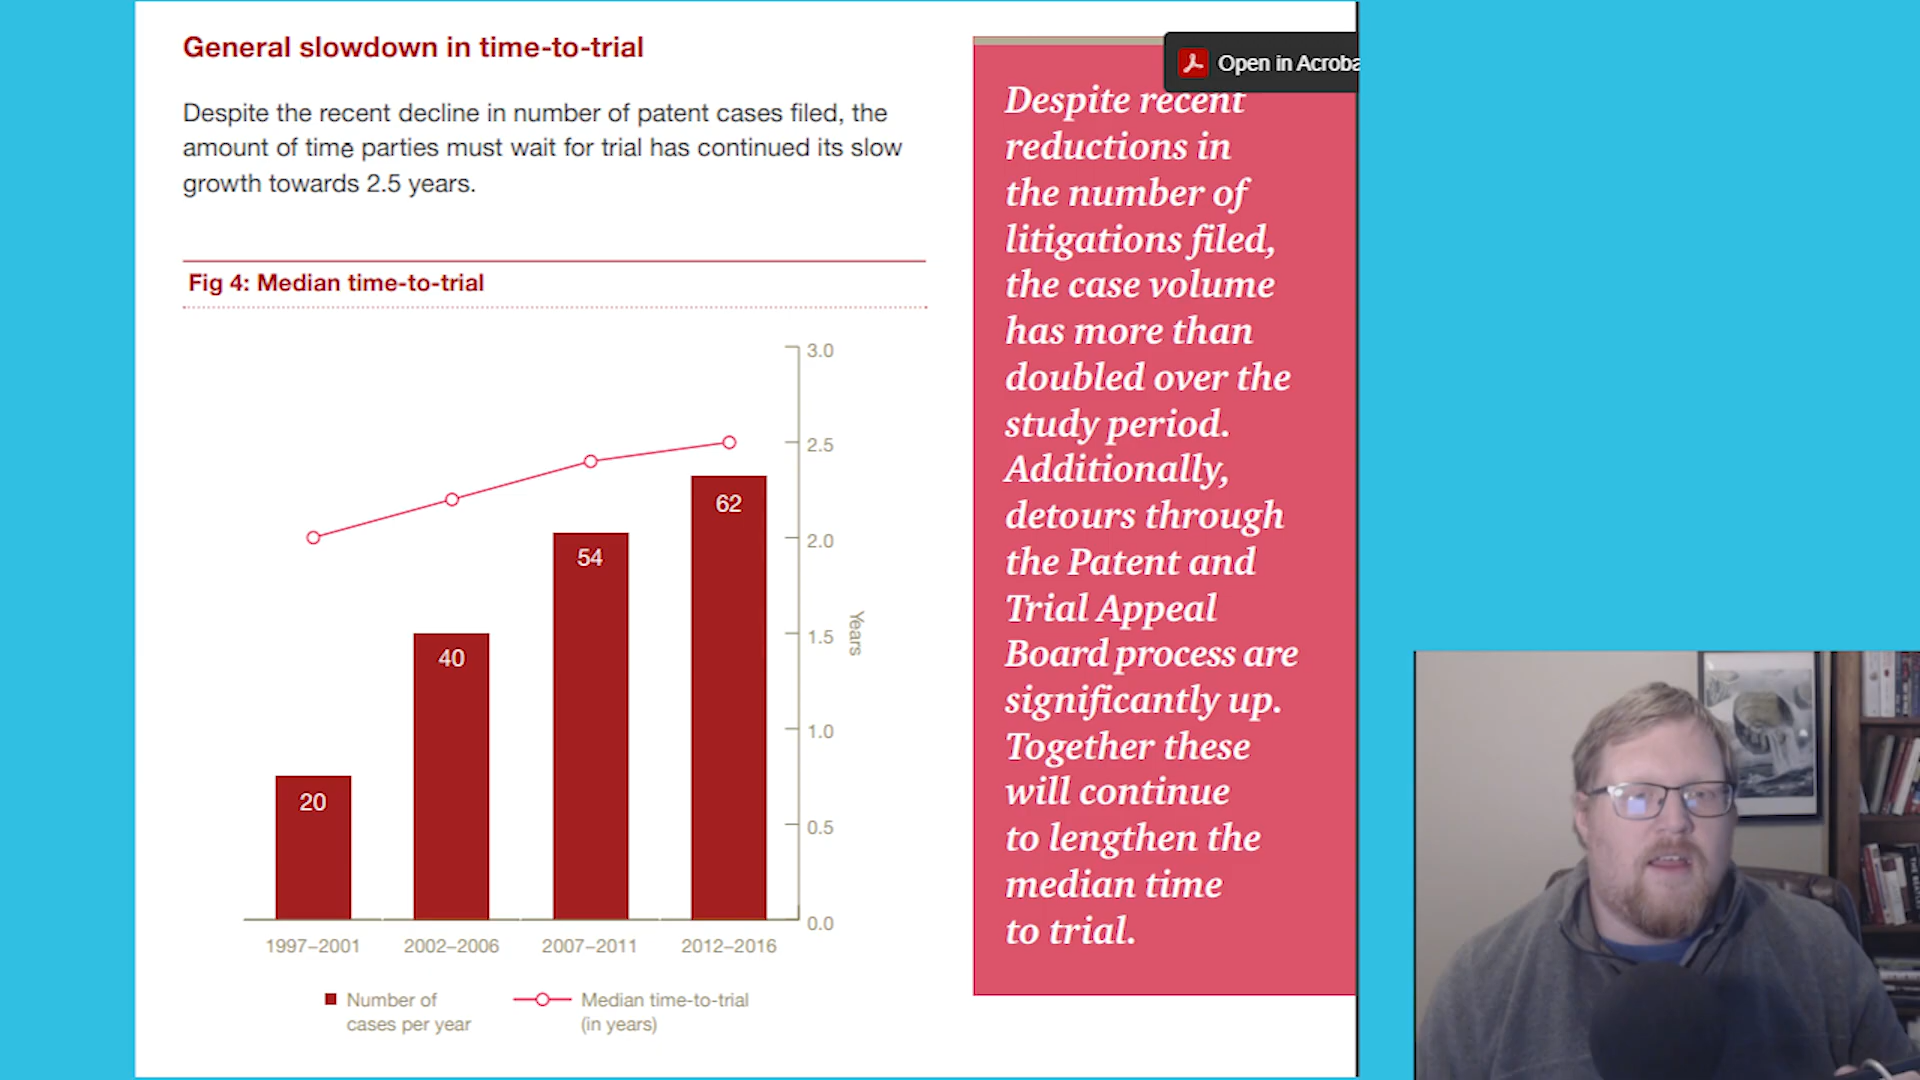 General slowdown in time-to-trial
Despite the recent decline in number of patent cases filed, the
amount of time parties must wait for trial has continued its slow
growth towards 2.5 years.
Fig 4: Median time-to-trial
3.0
2.5
2.0
1.5
1.0
0.5
0.0
Years
20
40
54
62
1997–2001
2002–2006
2007–2011
2012–2016
Number of
cases per year
Median time-to-trial
(in years)
Open in Acroba
Despite recent
reductions in
the number of
litigations filed,
the case volume
has more than
doubled over the
study period.
Additionally,
detours through
the Patent and
Trial Appeal
Board process are
significantly up.
Together these
will continue
to lengthen the
median time
to trial.